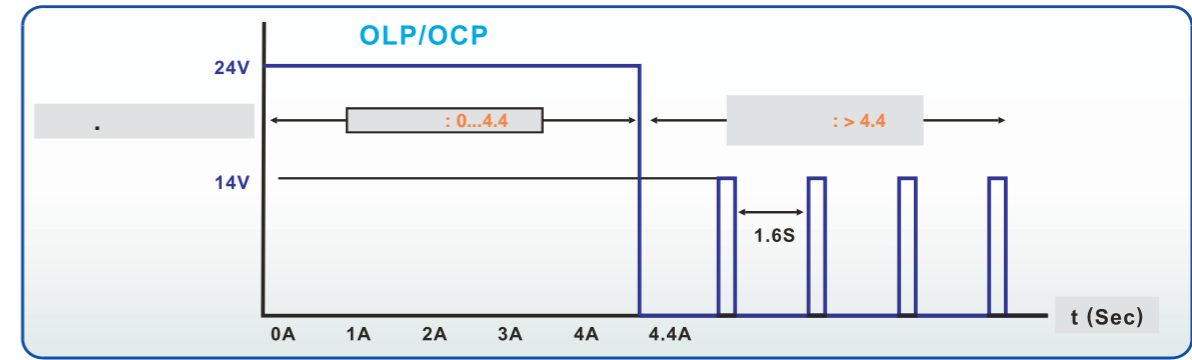 OLP/OCP
24V
.
: 0...4.4
: > 4.4
14V
1.6S
t (Sec)
0A 1A 2A 3A 4A 4.4A